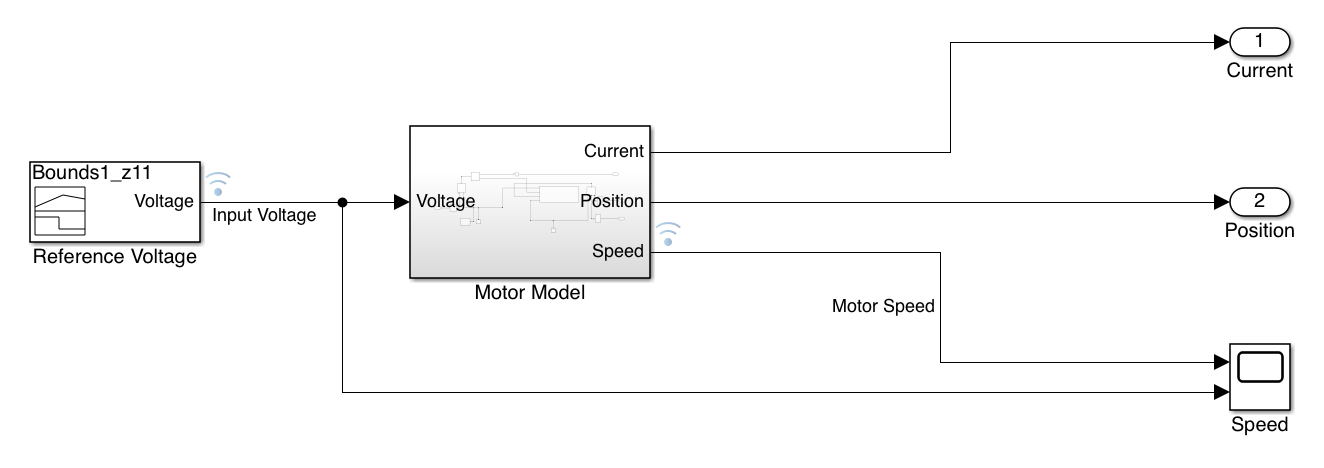 1
Current
Bounds1_z11
Voltage
Input Voltage
Reference Voltage
Voltage
Current
Position
Speed
Motor Model
2
Position
Motor Speed
Speed